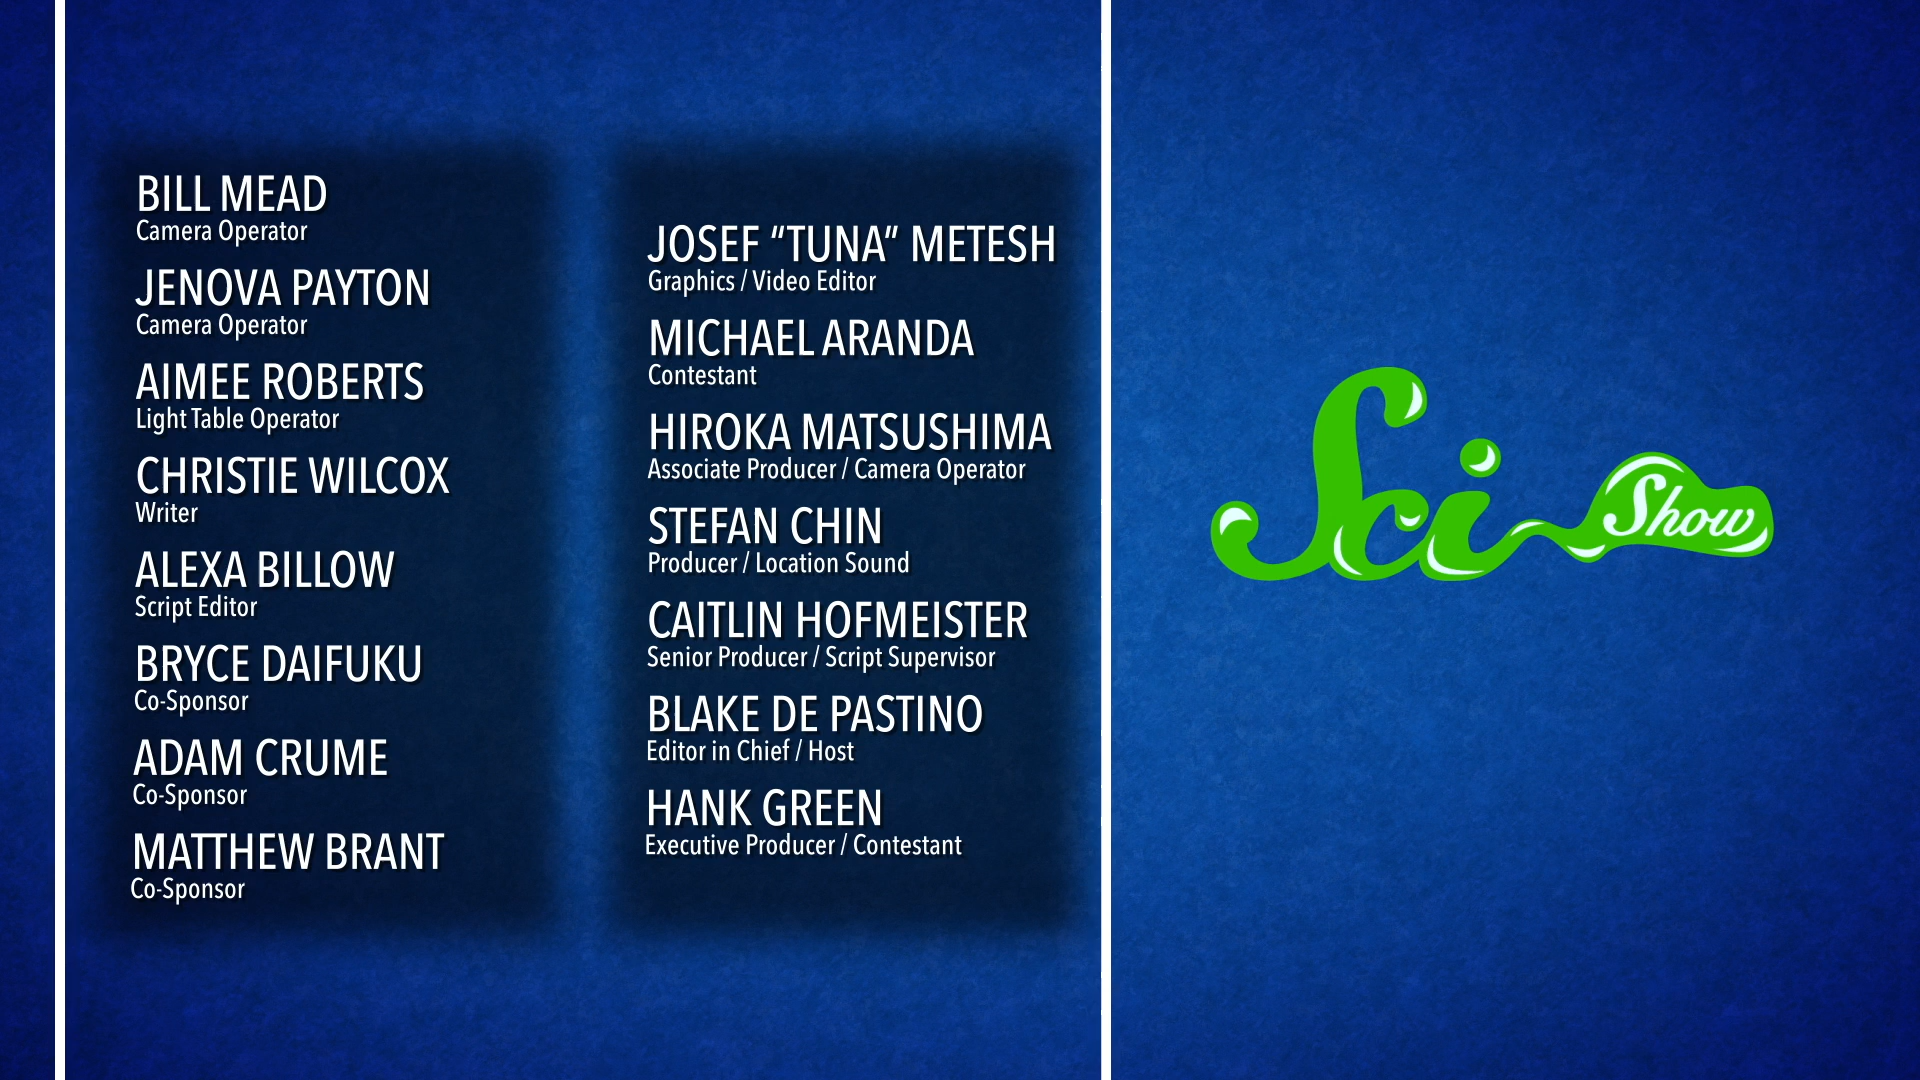 BILL MEAD
Camera Operator
JENOVA PAYTON
Camera Operator
AIMEE ROBERTS
Light Table Operator
CHRISTIE WILCOX
Writer
ALEXA BILLOW
Script Editor
BRYCE DAIFUKU
Co-Sponsor
ADAM CRUME
Co-Sponsor
MATTHEW BRANT
Co-Sponsor
JOSEF “TUNA” METESH
Graphics / Video Editor
MICHAEL ARANDA
Contestant
HIROKA MATSUSHIMA
Associate Producer / Camera Operator
STEFAN CHIN
Producer / Location Sound
CAITLIN HOFMEISTER
Senior Producer / Script Supervisor
BLAKE DE PASTINO
Editor in Chief / Host
HANK GREEN
Executive Producer / Contestant
Sci Show